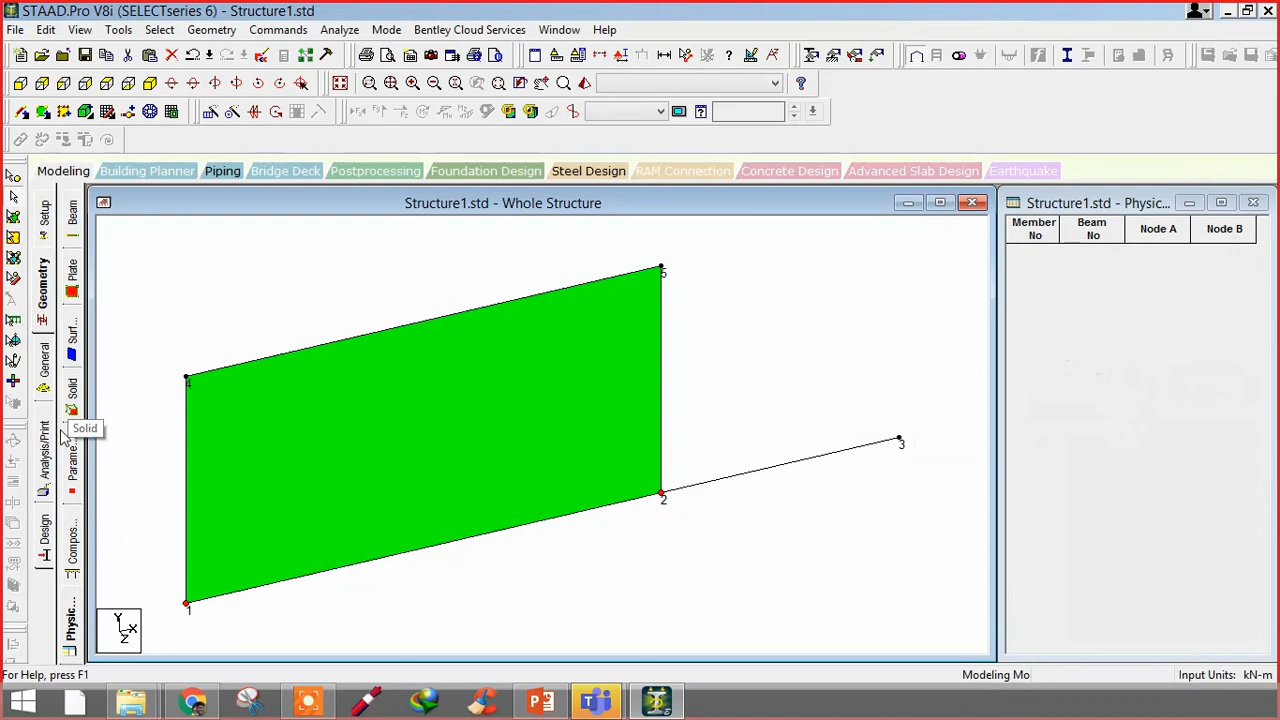 STAAD.Pro V8i (SELECTseries 6) - Structure1.std
File Edit View Tools Select Geometry Commands Analyze Mode Bentley Cloud Services Window Help
Modeling Building Planner Piping Bridge Deck Postprocessing Foundation Design Steel Design RAM Connection Concrete Design Advanced Slab Design Earthquake
Setup
Geometry
General
Analysis/Print
Design
Beam
Plate
Surf...
Solid
Parame...
Compos...
Physic...
Solid
Structure1.std - Whole Structure
5
4
3
2
1
Y
X
Z
Structure1.std - Physic...
Member No Beam No Node A Node B
For Help, press F1 Modeling Mo Input Units: kN-m